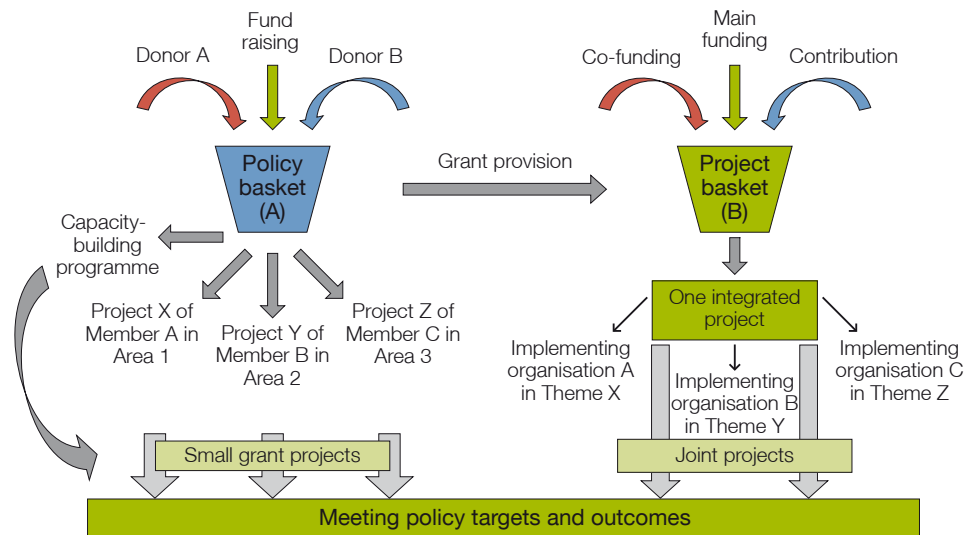 Donor A
Fund
raising
Donor B
Co-funding
Main
funding
Contribution
Policy
basket
(A)
Grant provision
Project
basket
(B)
Capacity-
building
programme
Project X of
Member A in
Area 1
Project Y of
Member B in
Area 2
Project Z of
Member C in
Area 3
One integrated
project
Implementing
organisation A
in Theme X
Implementing
organisation B
in Theme Y
Implementing
organisation C
in Theme Z
Small grant projects
Joint projects
Meeting policy targets and outcomes